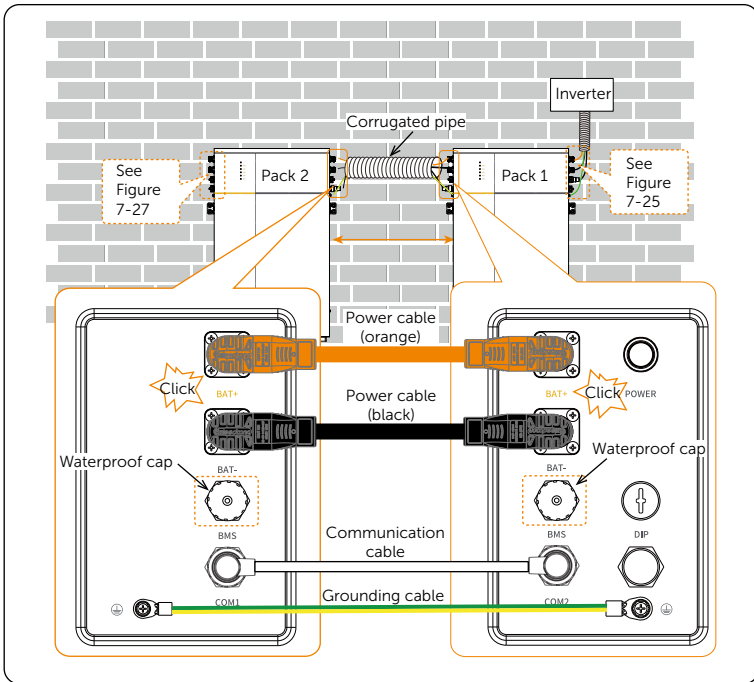 Inverter
Corrugated pipe
See
Figure
7-27
Pack 2
Pack 1
See
Figure
7-25
Power cable
(orange)
Click
BAT+
BAT+
Click
POWER
Power cable
(black)
Waterproof cap
BAT-
BAT-
Waterproof cap
BMS
BMS
DIP
Communication
cable
COM1
Grounding cable
COM2